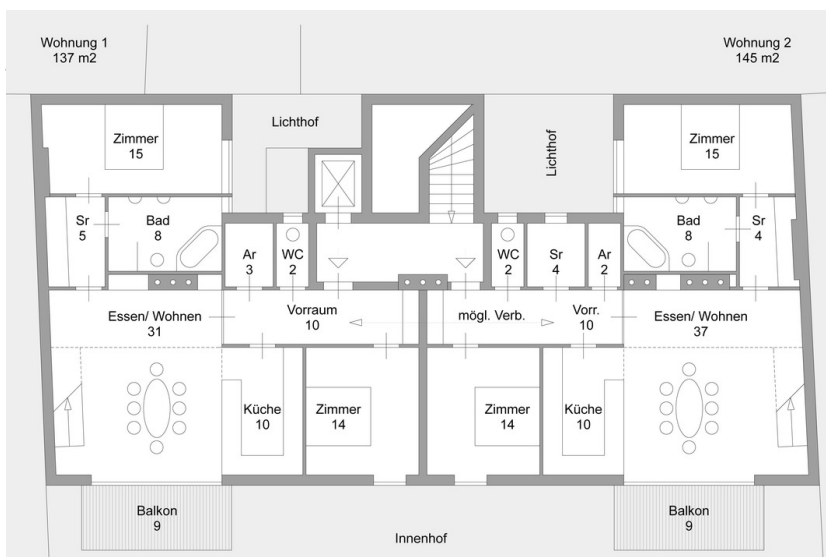 Wohnung 1
137 m2
Wohnung 2
145 m2
Lichthof
Lichthof
Zimmer
15
Zimmer
15
Sr
5
Bad
8
Ar
3
WC
2
WC
2
Sr
4
Ar
2
Bad
8
Sr
4
Essen/ Wohnen
31
Vorraum
10
mögl. Verb.
Vorr.
10
Essen/ Wohnen
37
Küche
10
Zimmer
14
Zimmer
14
Küche
10
Balkon
9
Innenhof
Balkon
9